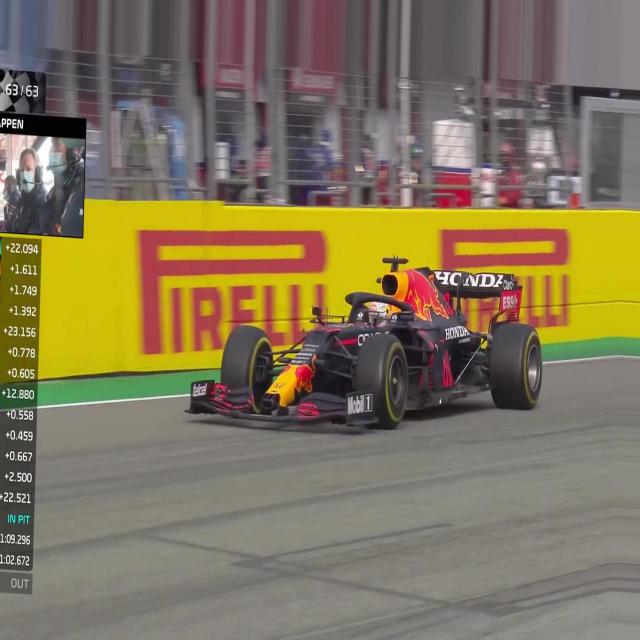 63/63
PPEN
+22.094
+1.611
+1.749
+1.392
+23.156
+0.778
+0.605
+12.880
+0.558
+0.459
+0.667
+2.500
+22.521
IN PIT
1:09.296
1:02.672
OUT
PIRELLI
PIRELLI
HONDA
HONDA
telcel
Mobil 1